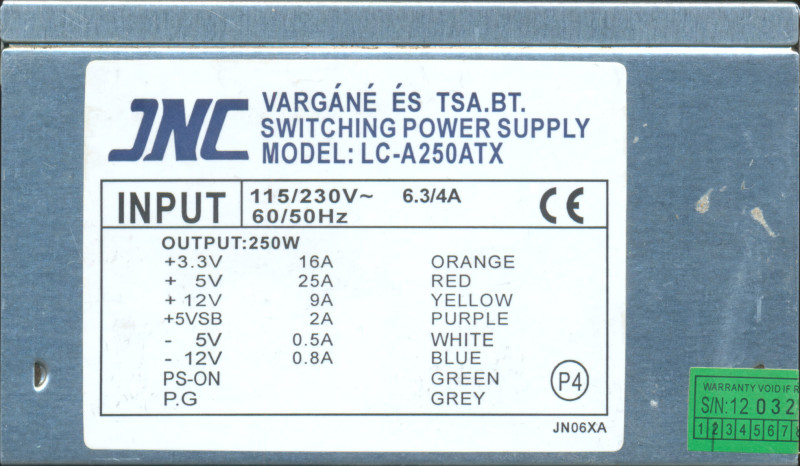 JNC
VARGÁNÉ ÉS TSA.BT.
SWITCHING POWER SUPPLY
MODEL: LC-A250ATX
INPUT 115/230V~ 6.3/4A CE
60/50Hz
OUTPUT:250W
+3.3V 16A ORANGE
+ 5V 25A RED
+ 12V 9A YELLOW
+5VSB 2A PURPLE
- 5V 0.5A WHITE
- 12V 0.8A BLUE
PS-ON GREEN
P.G GREY
P4
JN06XA
WARRANTY VOID IF R
S/N:12 032
1 2 3 4 5 6 7